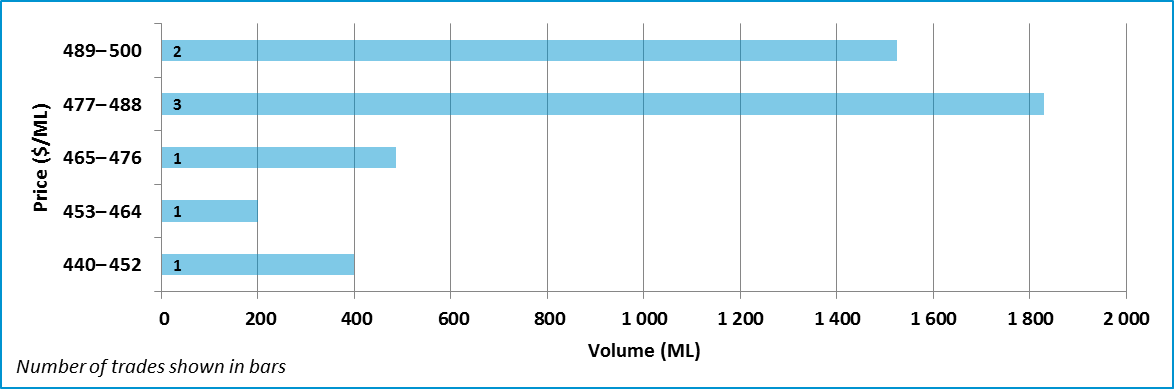 Price ($/ML)
489–500 2
477–488 3
465–476 1
453–464 1
440–452 1
0 200 400 600 800 1 000 1 200 1 400 1 600 1 800 2 000
Volume (ML)
Number of trades shown in bars